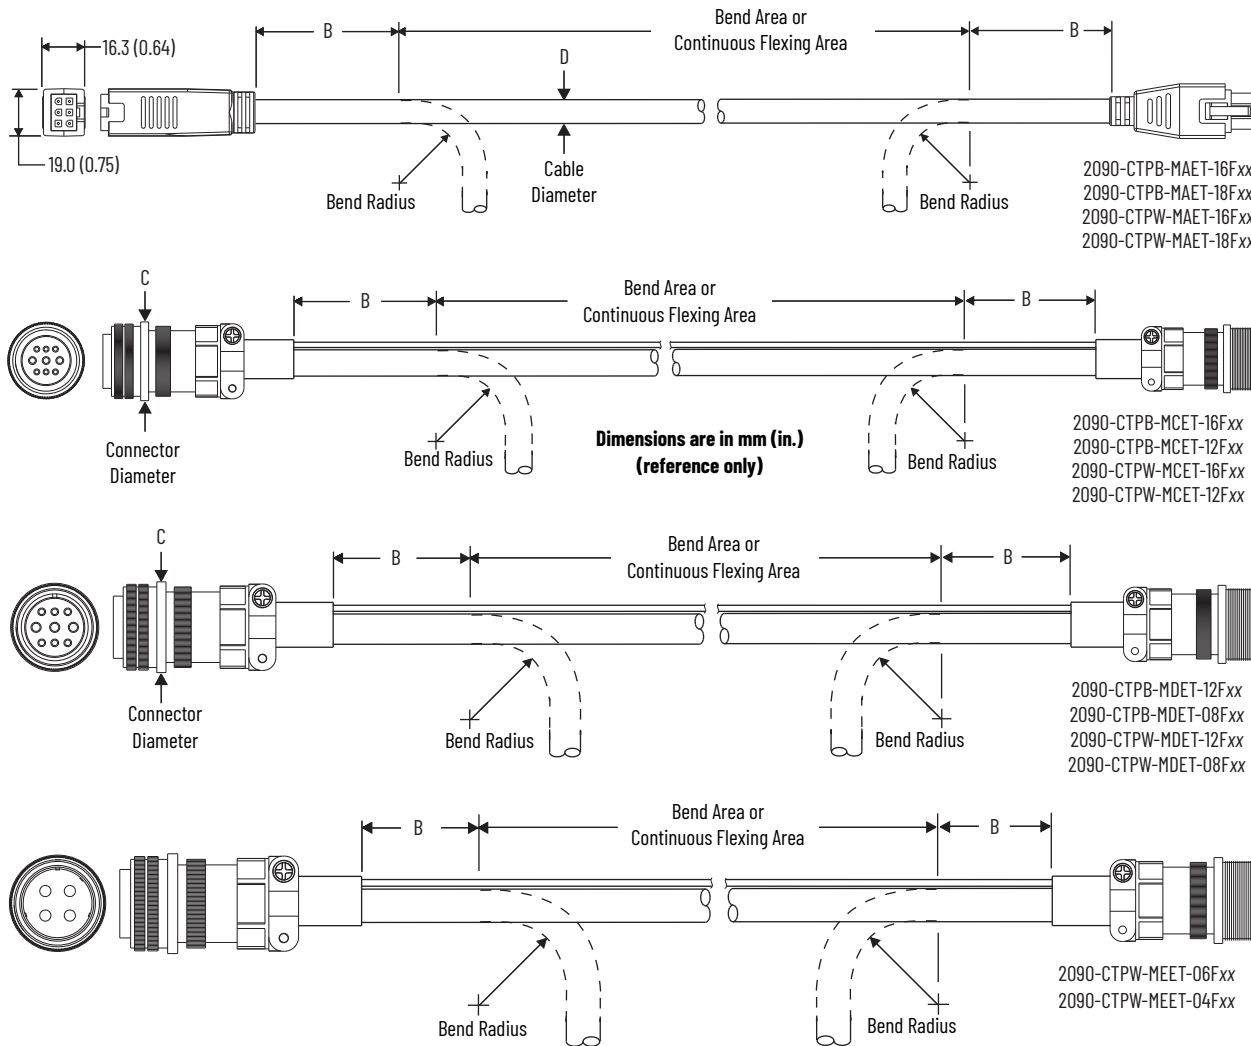 16.3 (0.64)
B
Bend Area or
Continuous Flexing Area
B
D
19.0 (0.75)
Bend Radius
Cable
Diameter
Bend Radius
2090-CTPB-MAET-16Fxx
2090-CTPB-MAET-18Fxx
2090-CTPW-MAET-16Fxx
2090-CTPW-MAET-18Fxx
C
B
Bend Area or
Continuous Flexing Area
B
Connector
Diameter
Bend Radius
Dimensions are in mm (in.)
(reference only)
Bend Radius
2090-CTPB-MCET-16Fxx
2090-CTPB-MCET-12Fxx
2090-CTPW-MCET-16Fxx
2090-CTPW-MCET-12Fxx
C
B
Bend Area or
Continuous Flexing Area
B
Connector
Diameter
Bend Radius
Bend Radius
2090-CTPB-MDET-12Fxx
2090-CTPB-MDET-08Fxx
2090-CTPW-MDET-12Fxx
2090-CTPW-MDET-08Fxx
B
Bend Area or
Continuous Flexing Area
B
Bend Radius
Bend Radius
2090-CTPW-MEET-06Fxx
2090-CTPW-MEET-04Fxx